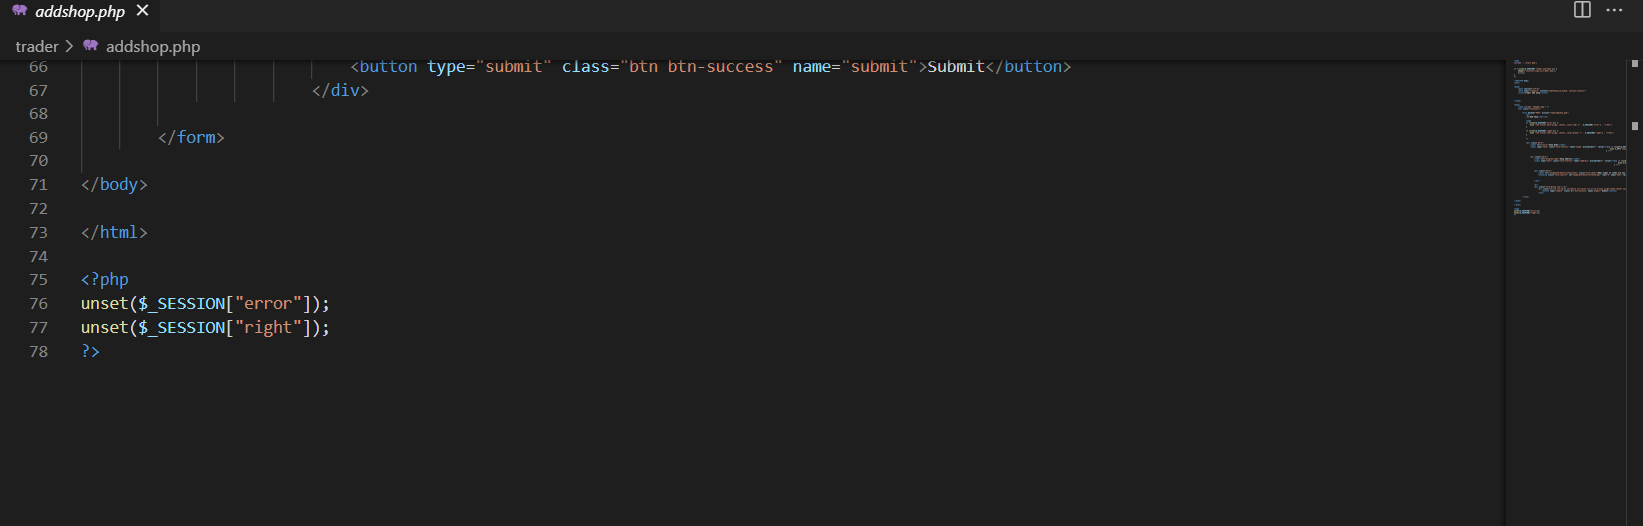 addshop.php
trader > addshop.php
66 <button type="submit" class="btn btn-success" name="submit">Submit</button>
67 </div>
68
69 </form>
70
71 </body>
72
73 </html>
74
75 <?php
76 unset($_SESSION["error"]);
77 unset($_SESSION["right"]);
78 ?>